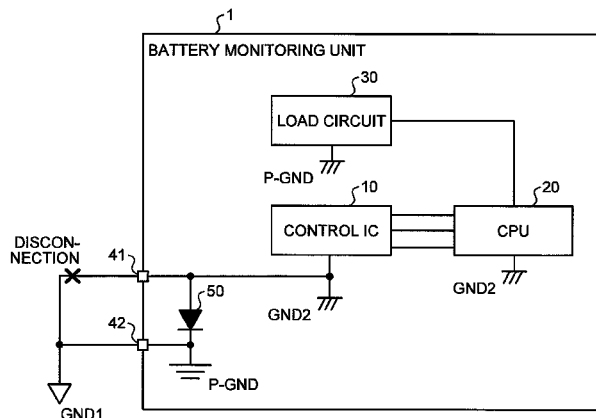 1
BATTERY MONITORING UNIT
30
LOAD CIRCUIT
P-GND
10
20
CONTROL IC
CPU
DISCON-
NECTION
41
50
GND2
GND2
42
P-GND
GND1